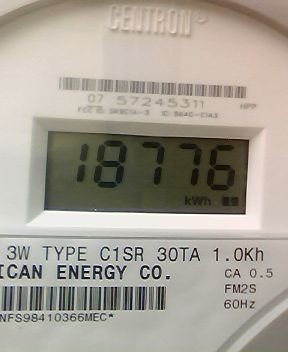 CENTRON
07 57245311 HPP
18776
kWh
3W TYPE C1SR 30TA 1.0Kh
ICAN ENERGY CO. CA 0.5
FM2S
60Hz
NFS98410366MEC*